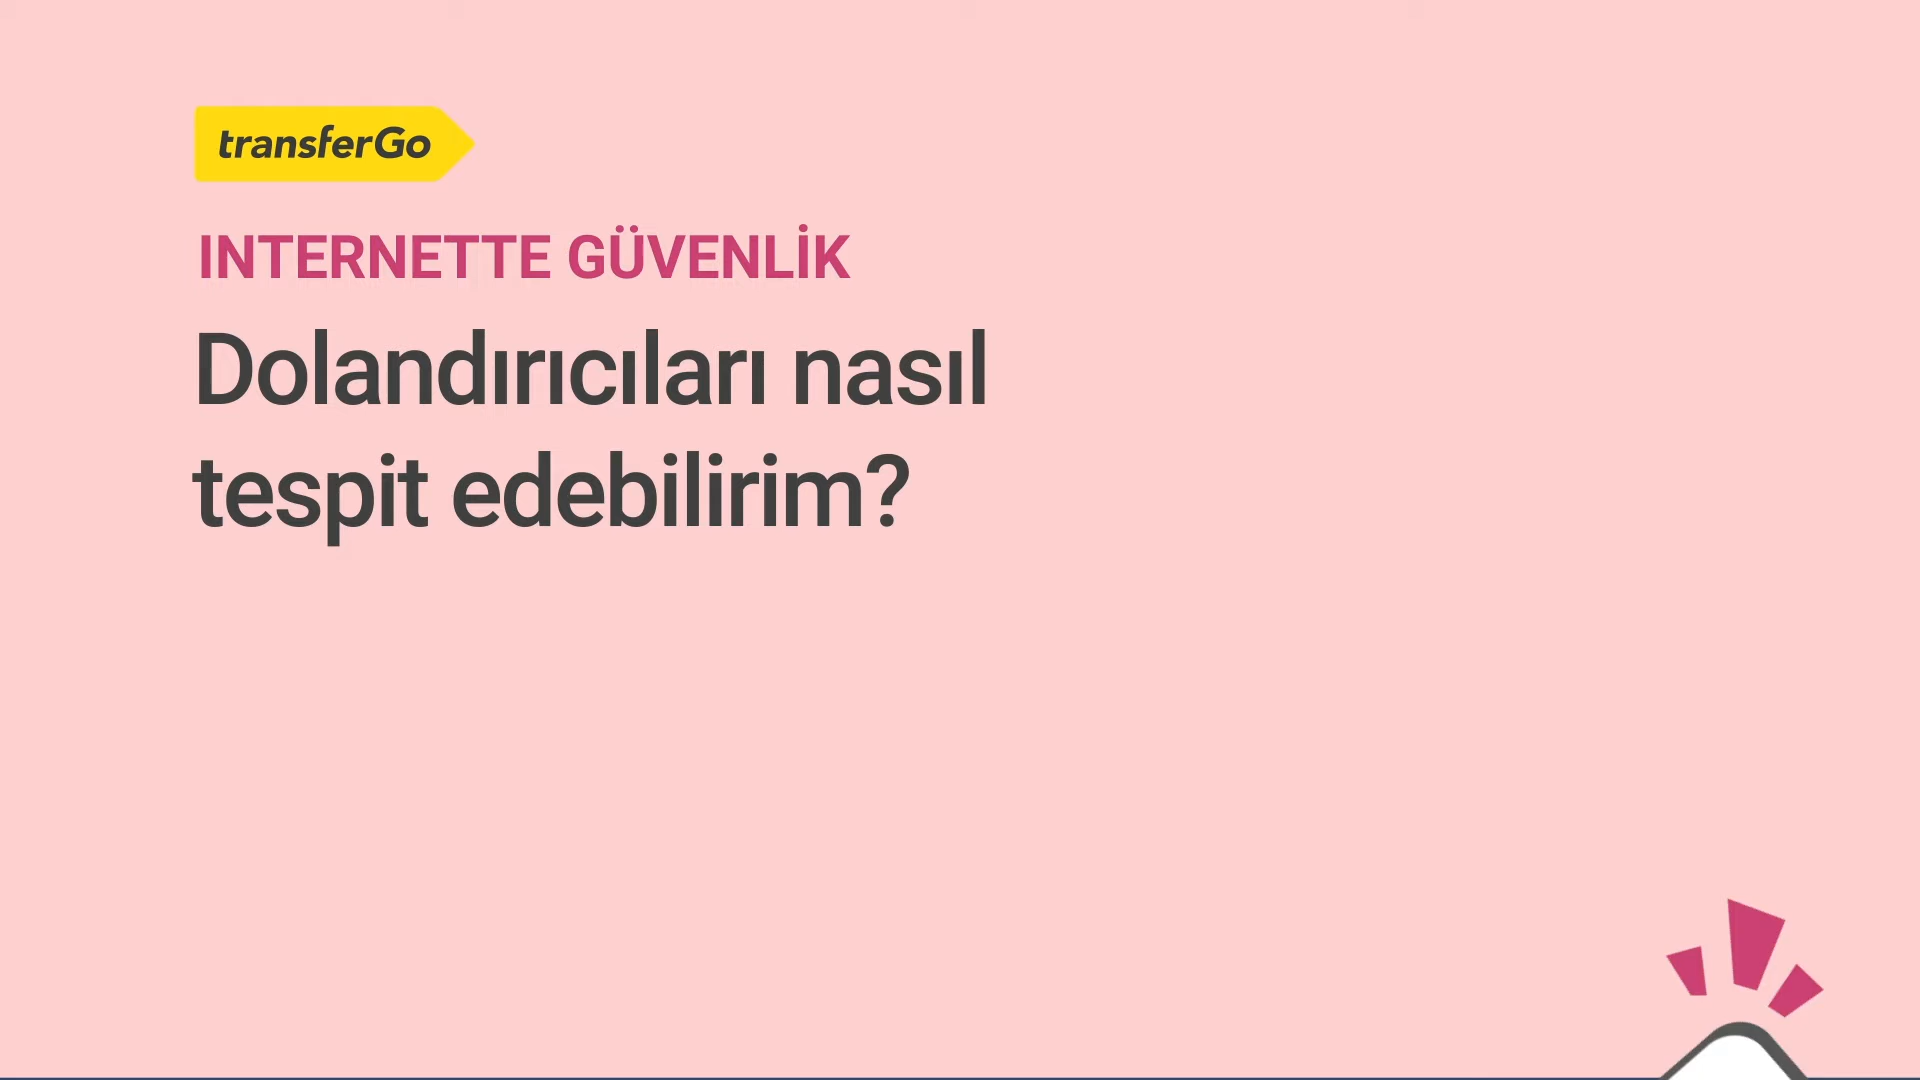 transferGo
INTERNETTE GÜVENLİK
Dolandırıcıları nasıl
tespit edebilirim?